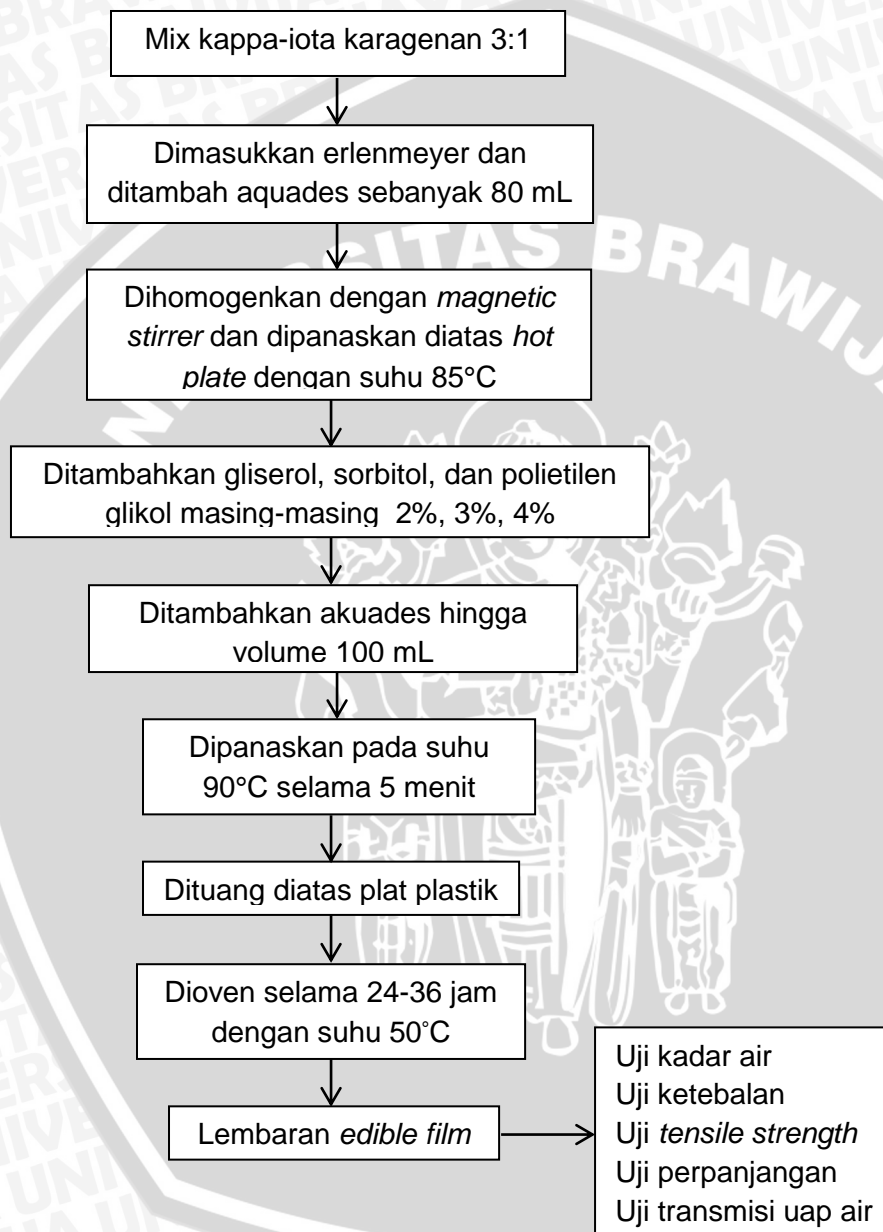 Mix kappa-iota karagenan 3:1
Dimasukkan erlenmeyer dan
ditambah aquades sebanyak 80 mL
Dihomogenkan dengan magnetic
stirrer dan dipanaskan diatas hot
plate dengan suhu 85°C
Ditambahkan gliserol, sorbitol, dan polietilen
glikol masing-masing 2%, 3%, 4%
Ditambahkan akuades hingga
volume 100 mL
Dipanaskan pada suhu
90°C selama 5 menit
Dituang diatas plat plastik
Dioven selama 24-36 jam
dengan suhu 50°C
Lembaran edible film
Uji kadar air
Uji ketebalan
Uji tensile strength
Uji perpanjangan
Uji transmisi uap air